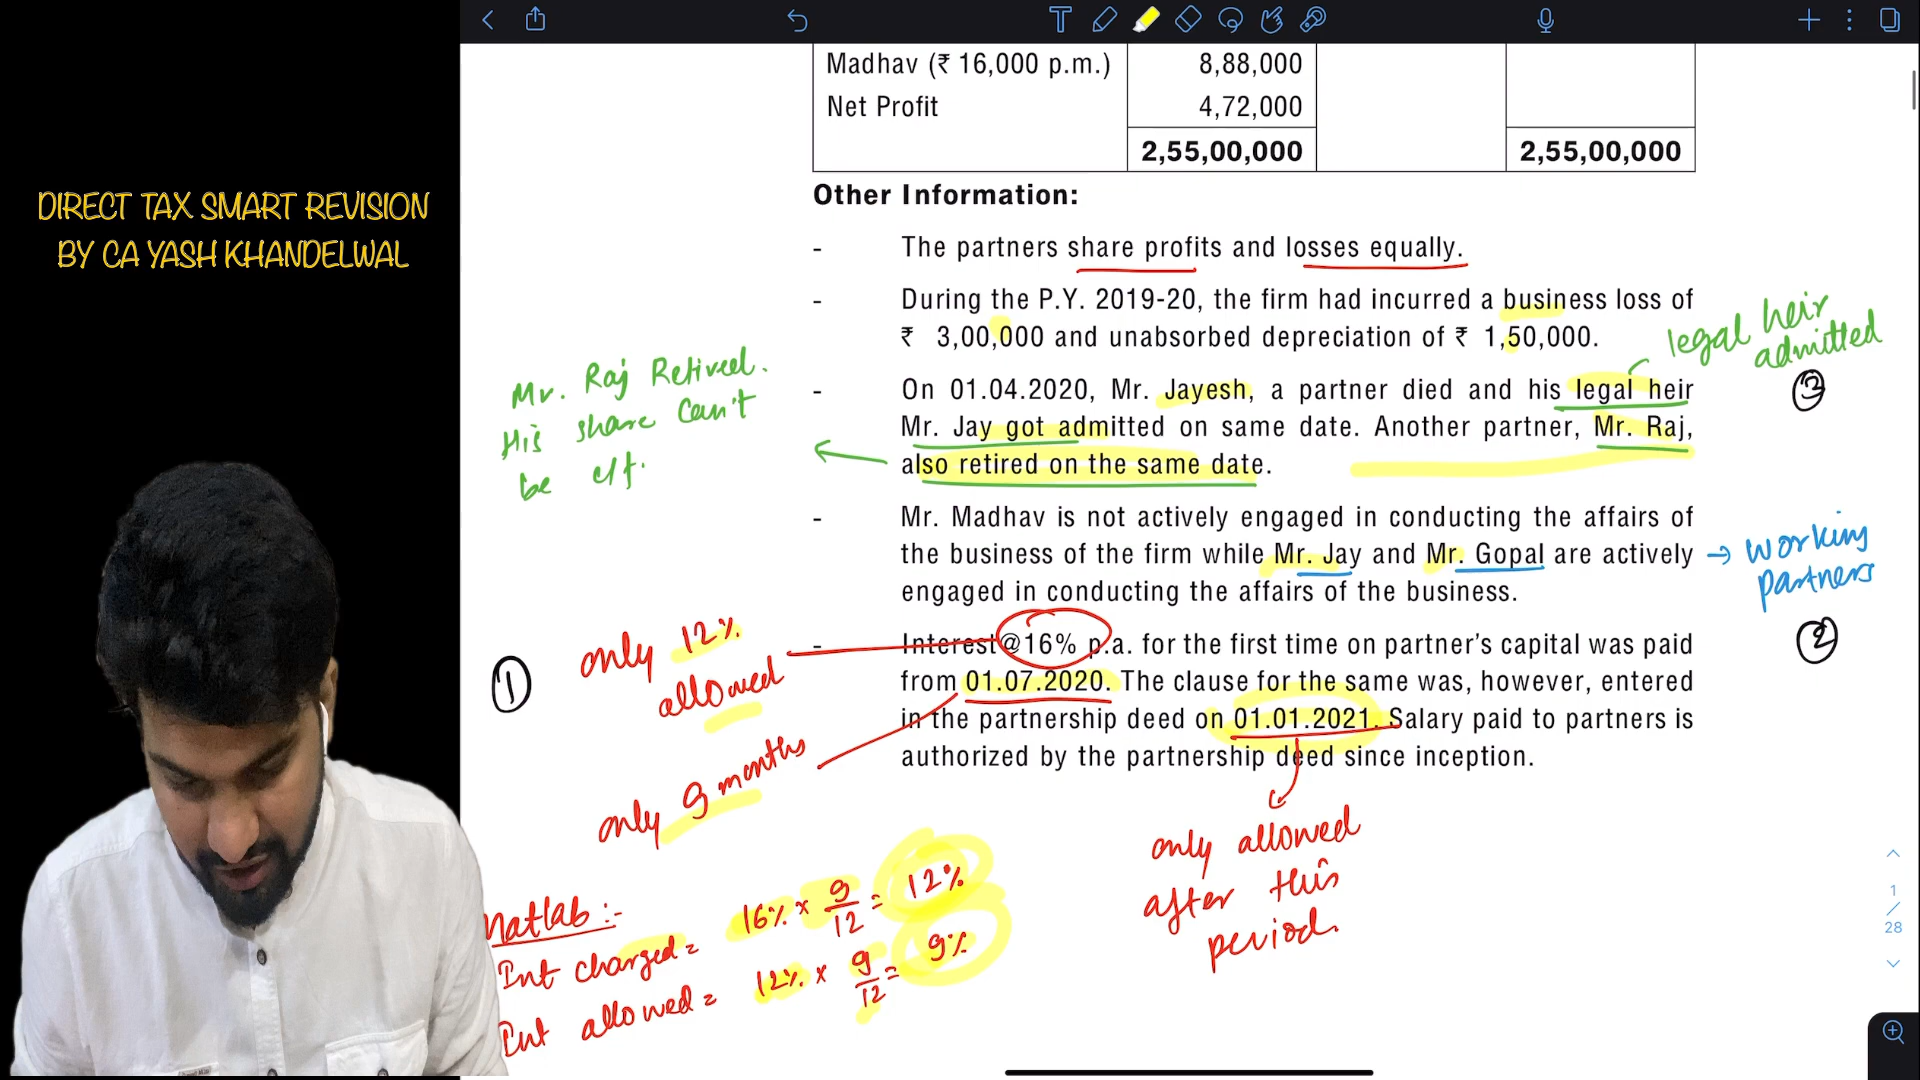 DIRECT TAX SMART REVISION
BY CA YASH KHANDELWAL
Madhav (₹ 16,000 p.m.) 8,88,000
Net Profit 4,72,000
2,55,00,000 2,55,00,000
Other Information:
- The partners share profits and losses equally.
- During the P.Y. 2019-20, the firm had incurred a business loss of
₹ 3,00,000 and unabsorbed depreciation of ₹ 1,50,000.
legal heir
admitted
3
- On 01.04.2020, Mr. Jayesh, a partner died and his legal heir
Mr. Jay got admitted on same date. Another partner, Mr. Raj,
also retired on the same date.
Mr. Raj Retired.
His share Can't
be c/f.
- Mr. Madhav is not actively engaged in conducting the affairs of
the business of the firm while Mr. Jay and Mr. Gopal are actively
engaged in conducting the affairs of the business.
→ working
partners
2
- Interest @16% p.a. for the first time on partner's capital was paid
from 01.07.2020. The clause for the same was, however, entered
in the partnership deed on 01.01.2021. Salary paid to partners is
authorized by the partnership deed since inception.
1
only 12%
allowed
only 9 months
only allowed
after this
period.
Matlab :-
Int charged = 16% × 9/12 = 12%
Int allowed = 12% × 9/12 = 9%
1
/
28